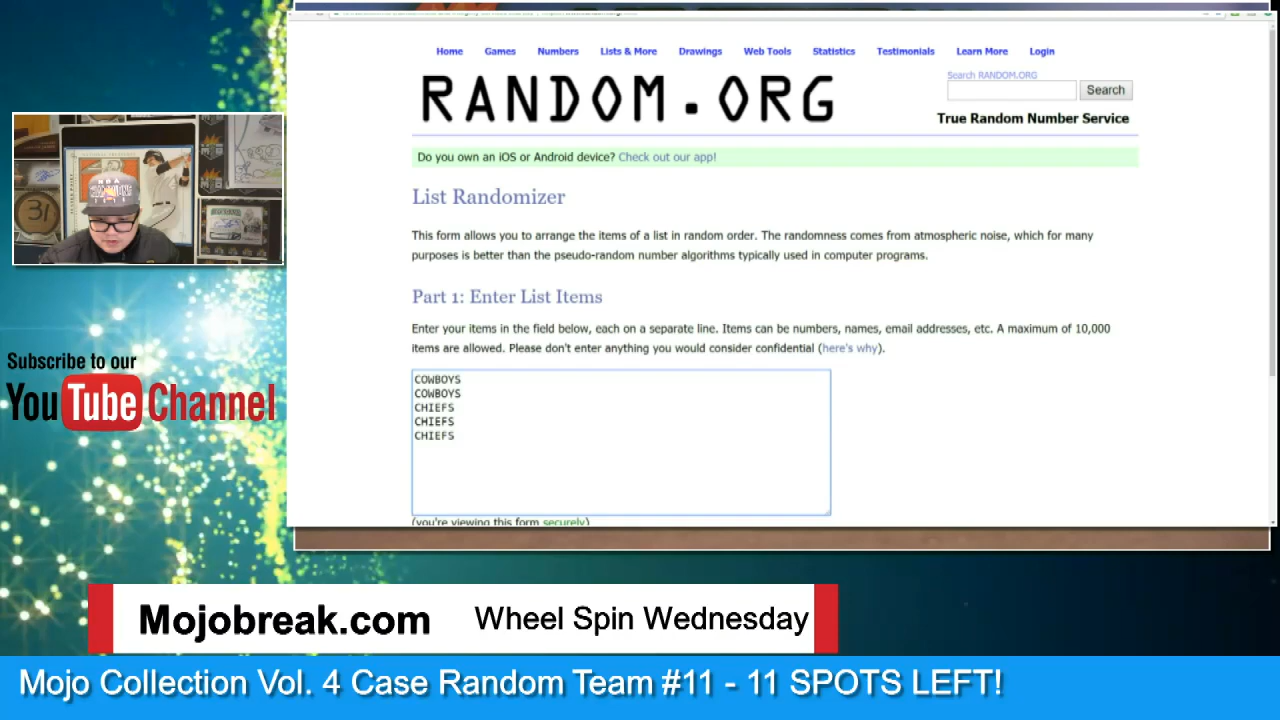 Home Games Numbers Lists & More Drawings Web Tools Statistics Testimonials Learn More Login
RANDOM.ORG
Search RANDOM.ORG
Search
True Random Number Service
Do you own an iOS or Android device? Check out our app!
List Randomizer
This form allows you to arrange the items of a list in random order. The randomness comes from atmospheric noise, which for many
purposes is better than the pseudo-random number algorithms typically used in computer programs.
Part 1: Enter List Items
Enter your items in the field below, each on a separate line. Items can be numbers, names, email addresses, etc. A maximum of 10,000
items are allowed. Please don't enter anything you would consider confidential (here's why).
COWBOYS
COWBOYS
CHIEFS
CHIEFS
CHIEFS
(you're viewing this form securely)
31
Subscribe to our
YouTube Channel
Mojobreak.com Wheel Spin Wednesday
Mojo Collection Vol. 4 Case Random Team #11 - 11 SPOTS LEFT!